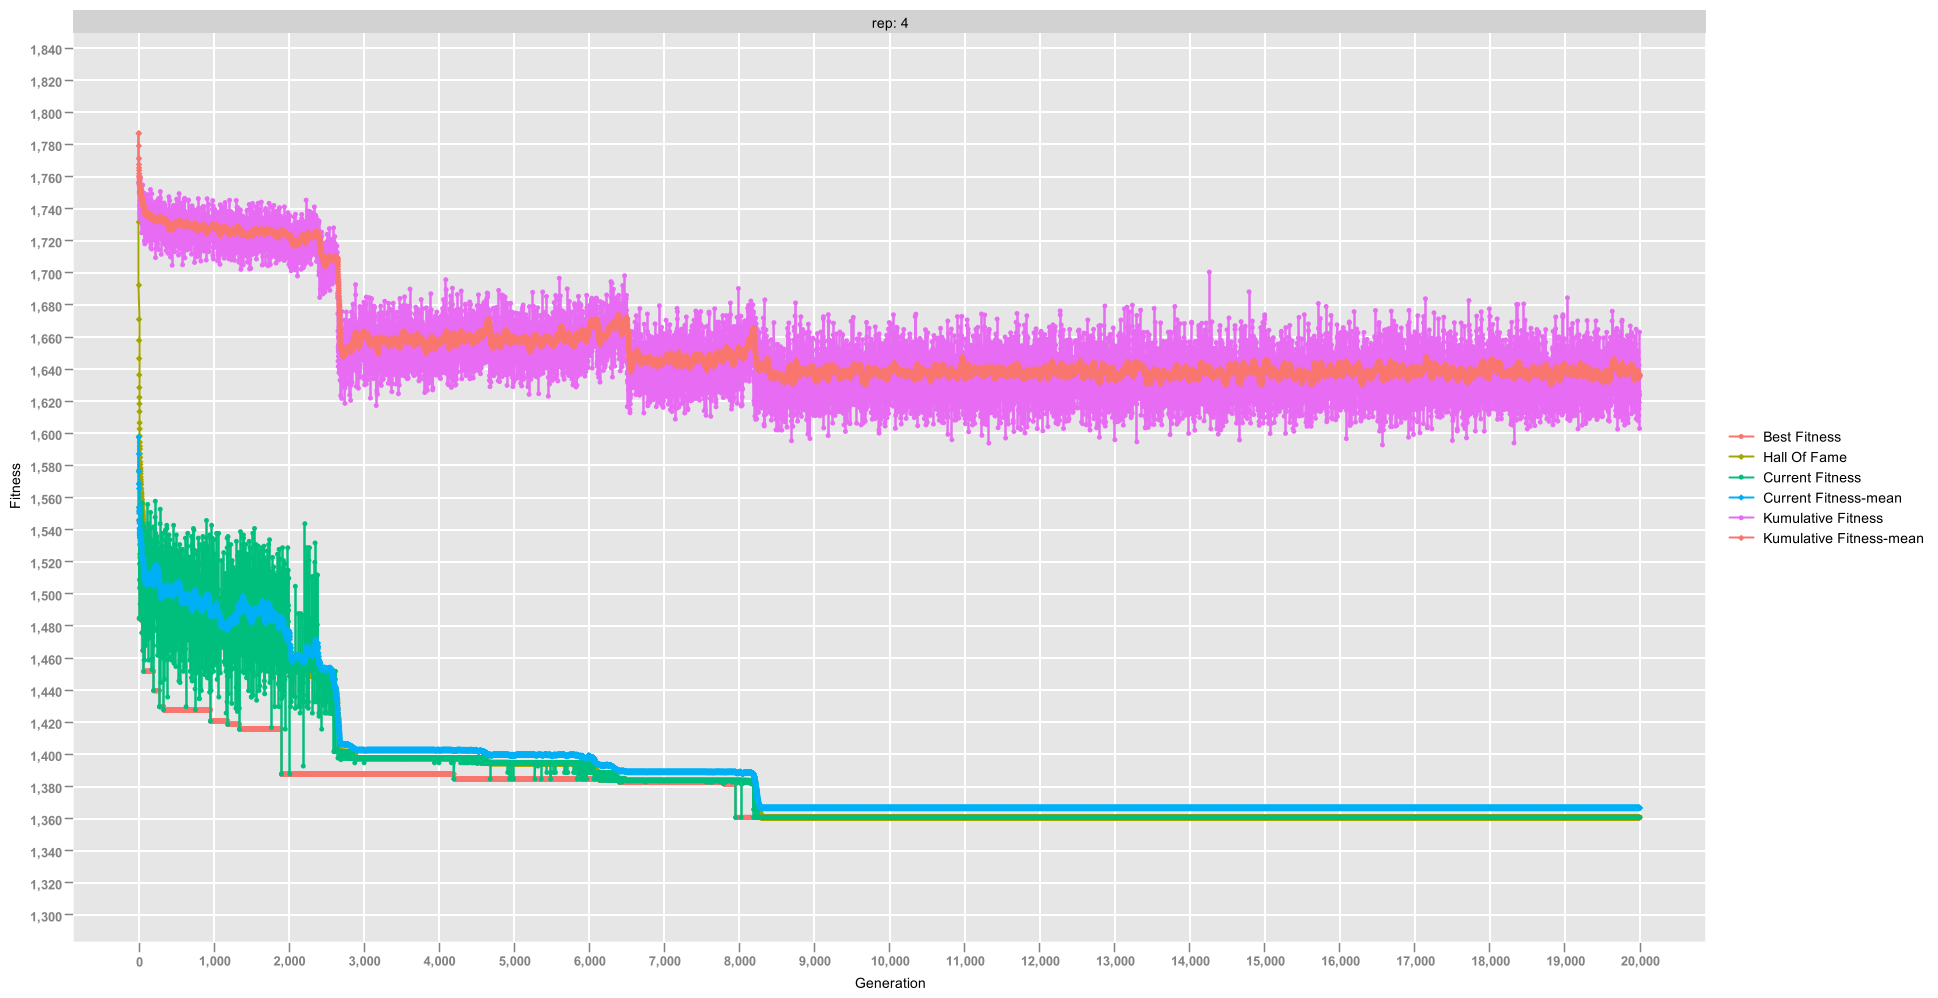 rep: 4
1,840
1,820
1,800
1,780
1,760
1,740
1,720
1,700
1,680
1,660
1,640
1,620
1,600
1,580
1,560
1,540
1,520
1,500
1,480
1,460
1,440
1,420
1,400
1,380
1,360
1,340
1,320
1,300
Fitness
0 1,000 2,000 3,000 4,000 5,000 6,000 7,000 8,000 9,000 10,000 11,000 12,000 13,000 14,000 15,000 16,000 17,000 18,000 19,000 20,000
Generation
Best Fitness
Hall Of Fame
Current Fitness
Current Fitness-mean
Kumulative Fitness
Kumulative Fitness-mean